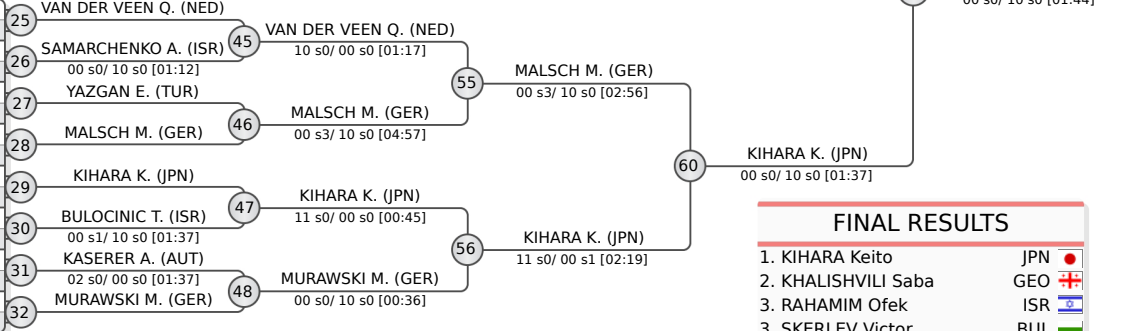 VAN DER VEEN Q. (NED)
25
45
VAN DER VEEN Q. (NED)
10 s0/ 00 s0 [01:17]
SAMARCHENKO A. (ISR)
26
00 s0/ 10 s0 [01:12]
55
MALSCH M. (GER)
00 s3/ 10 s0 [02:56]
YAZGAN E. (TUR)
27
46
MALSCH M. (GER)
00 s3/ 10 s0 [04:57]
MALSCH M. (GER)
28
60
KIHARA K. (JPN)
00 s0/ 10 s0 [01:37]
KIHARA K. (JPN)
29
47
KIHARA K. (JPN)
11 s0/ 00 s0 [00:45]
BULOCINIC T. (ISR)
30
00 s1/ 10 s0 [01:37]
56
KIHARA K. (JPN)
11 s0/ 00 s1 [02:19]
KASERER A. (AUT)
31
02 s0/ 00 s0 [01:37]
48
MURAWSKI M. (GER)
00 s0/ 10 s0 [00:36]
MURAWSKI M. (GER)
32
FINAL RESULTS
1. KIHARA Keito JPN
2. KHALISHVILI Saba GEO
3. RAHAMIM Ofek ISR
3. SKERLEV Victor BUL